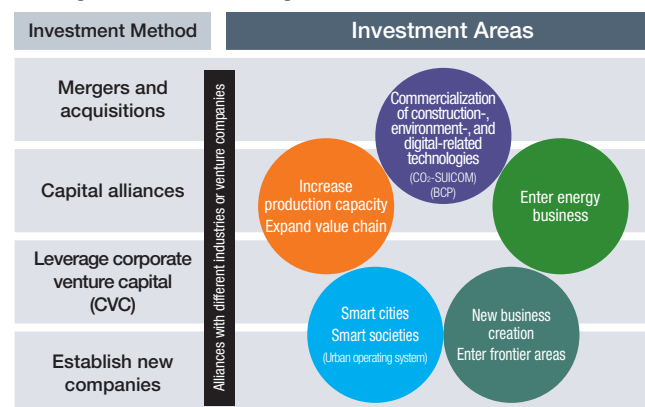 Investment Method
Investment Areas
Mergers and
acquisitions
Capital alliances
Leverage corporate
venture capital
(CVC)
Establish new
companies
Alliances with different industries or venture companies
Commercialization
of construction-,
environment-, and
digital-related
technologies
(CO₂-SUICOM)
(BCP)
Increase
production capacity
Expand value chain
Enter energy
business
Smart cities
Smart societies
(Urban operating system)
New business
creation
Enter frontier areas